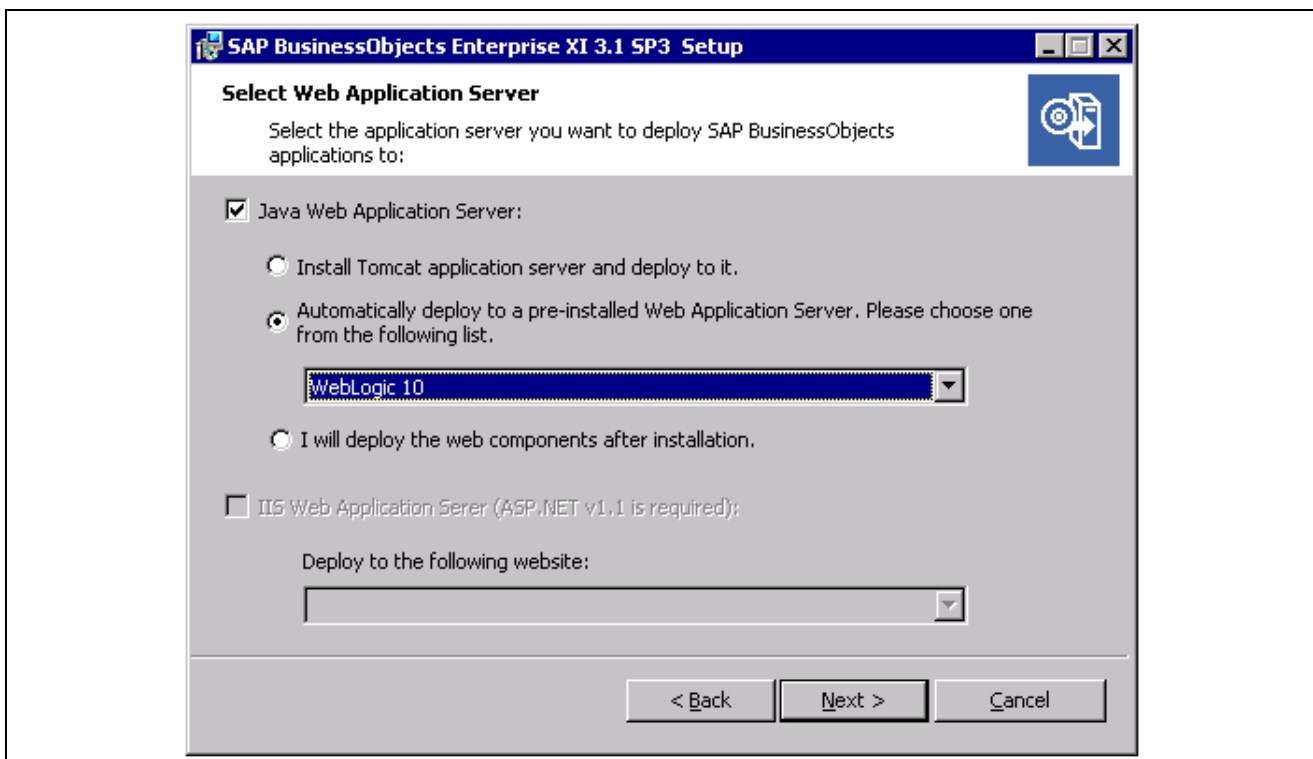 SAP BusinessObjects Enterprise XI 3.1 SP3 Setup
Select Web Application Server
Select the application server you want to deploy SAP BusinessObjects
applications to:
Java Web Application Server:
Install Tomcat application server and deploy to it.
Automatically deploy to a pre-installed Web Application Server. Please choose one
from the following list.
WebLogic 10
I will deploy the web components after installation.
IIS Web Application Serer (ASP.NET v1.1 is required):
Deploy to the following website:
< Back Next > Cancel